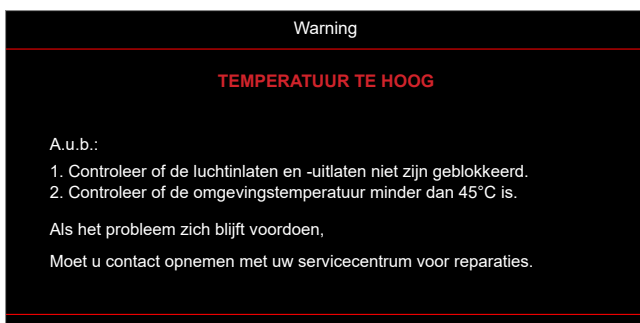 Warning
TEMPERATUUR TE HOOG
A.u.b.:
1. Controleer of de luchtinlaten en -uitlaten niet zijn geblokkeerd.
2. Controleer of de omgevingstemperatuur minder dan 45°C is.
Als het probleem zich blijft voordoen,
Moet u contact opnemen met uw servicecentrum voor reparaties.